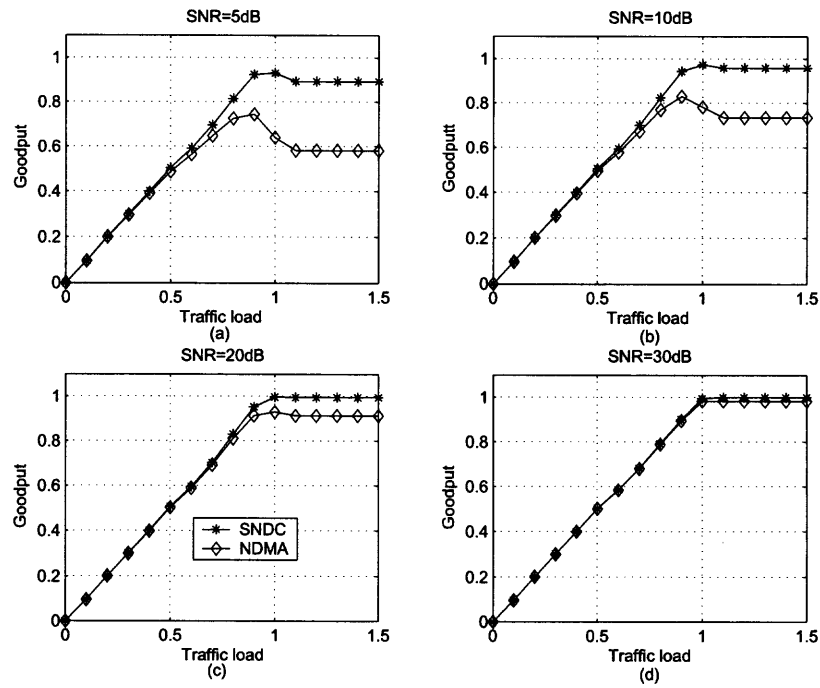 SNR=5dB
1
0.8
0.6
0.4
0.2
0
Goodput
0 0.5 1 1.5
Traffic load
(a)
SNR=10dB
1
0.8
0.6
0.4
0.2
0
Goodputt
0 0.5 1 1.5
Traffic load
(b)
SNR=20dB
1
0.8
0.6
0.4
0.2
0
Goodput
SNDC
NDMA
0 0.5 1 1.5
Traffic load
(c)
SNR=30dB
1
0.8
0.6
0.4
0.2
0
Goodput
0 0.5 1 1.5
Traffic load
(d)